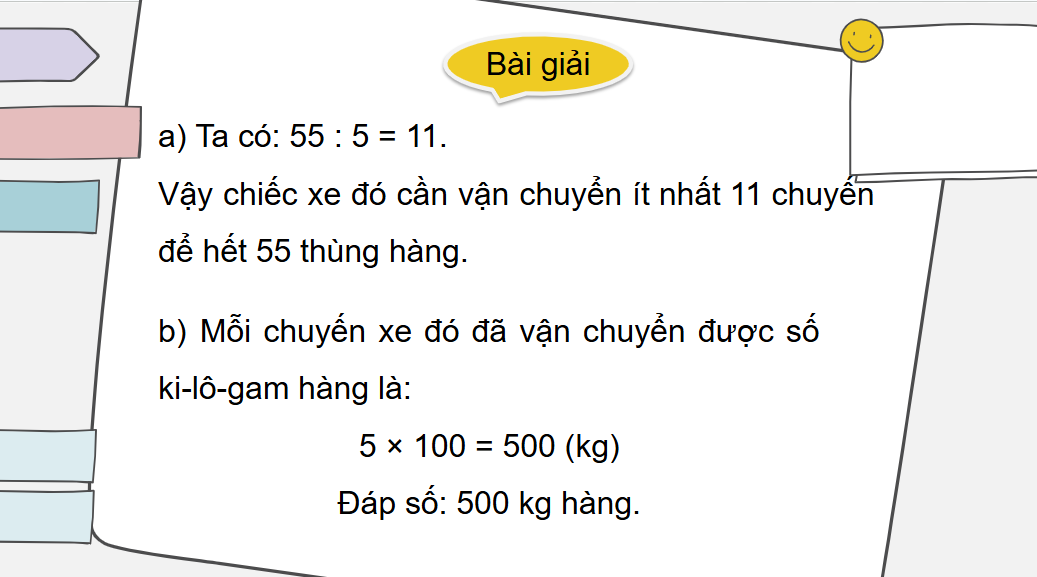 Bài giải
a) Ta có: 55 : 5 = 11.
Vậy chiếc xe đó cần vận chuyển ít nhất 11 chuyến
để hết 55 thùng hàng.
b) Mỗi chuyến xe đó đã vận chuyển được số
ki-lô-gam hàng là:
5 × 100 = 500 (kg)
Đáp số: 500 kg hàng.